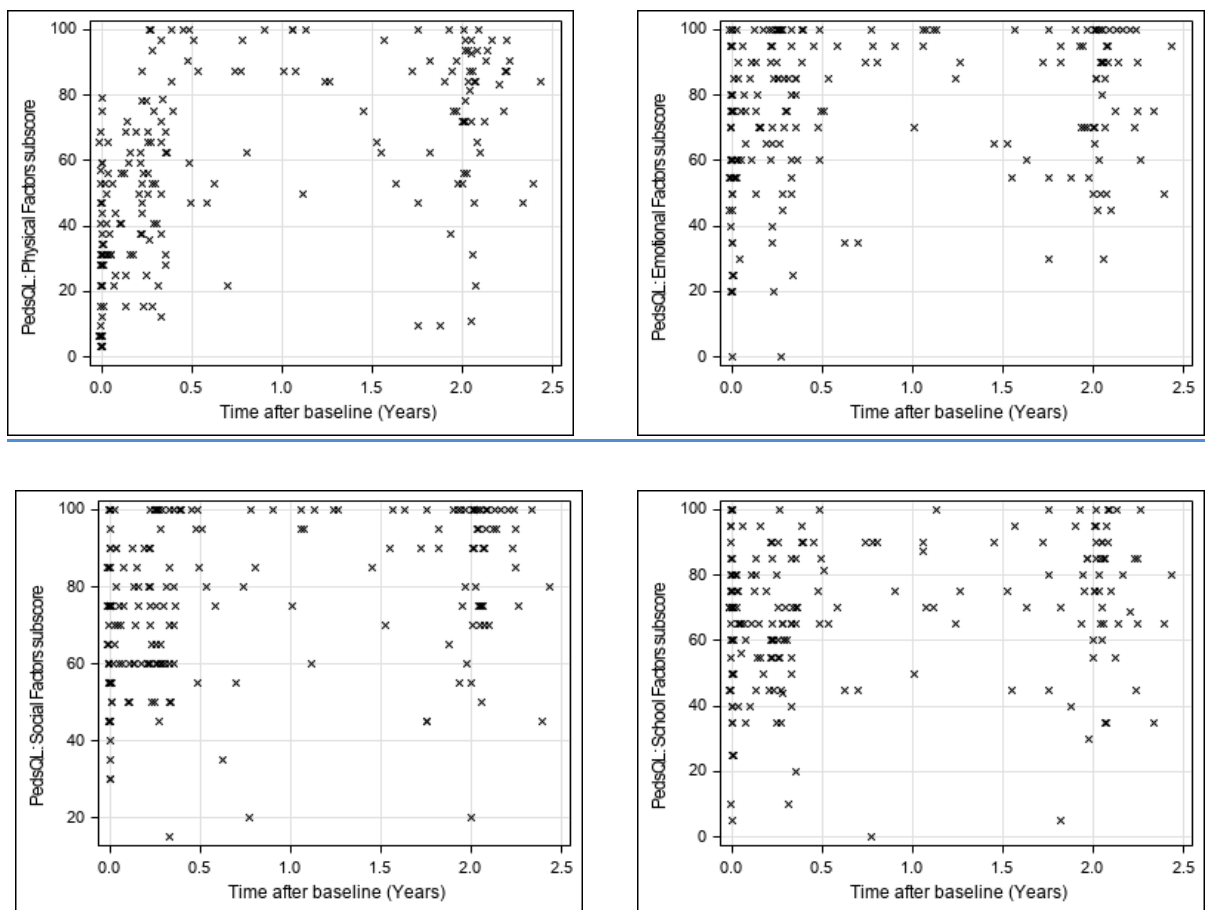 100
80
60
40
20
0
PedsQL: Physical Factors subscore
0.0 0.5 1.0 1.5 2.0 2.5
Time after baseline (Years)
100
80
60
40
20
0
PedsQL: Emotional Factors subscore
0.0 0.5 1.0 1.5 2.0 2.5
Time after baseline (Years)
100
80
60
40
20
PedsQL: Social Factors subscore
0.0 0.5 1.0 1.5 2.0 2.5
Time after baseline (Years)
100
80
60
40
20
0
PedsQL: School Factors subscore
0.0 0.5 1.0 1.5 2.0 2.5
Time after baseline (Years)